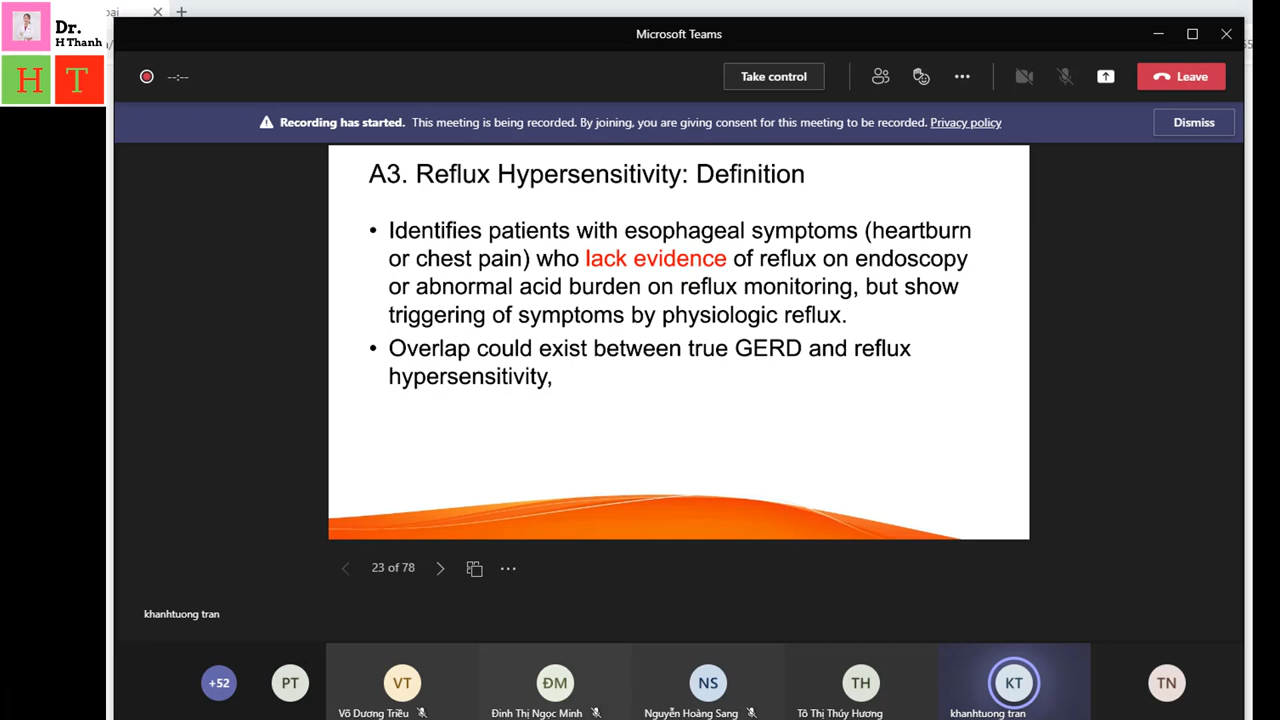 Dr.
H Thanh
H T
Microsoft Teams
--:--
Take control
Leave
Recording has started. This meeting is being recorded. By joining, you are giving consent for this meeting to be recorded. Privacy policy
Dismiss
A3. Reflux Hypersensitivity: Definition
• Identifies patients with esophageal symptoms (heartburn
or chest pain) who lack evidence of reflux on endoscopy
or abnormal acid burden on reflux monitoring, but show
triggering of symptoms by physiologic reflux.
• Overlap could exist between true GERD and reflux
hypersensitivity,
23 of 78
khanhtuong tran
+52
PT
VT
ĐM
NS
TH
KT
TN
Võ Dương Triều
Đinh Thị Ngọc Minh
Nguyễn Hoàng Sang
Tô Thị Thúy Hương
khanhtuong tran